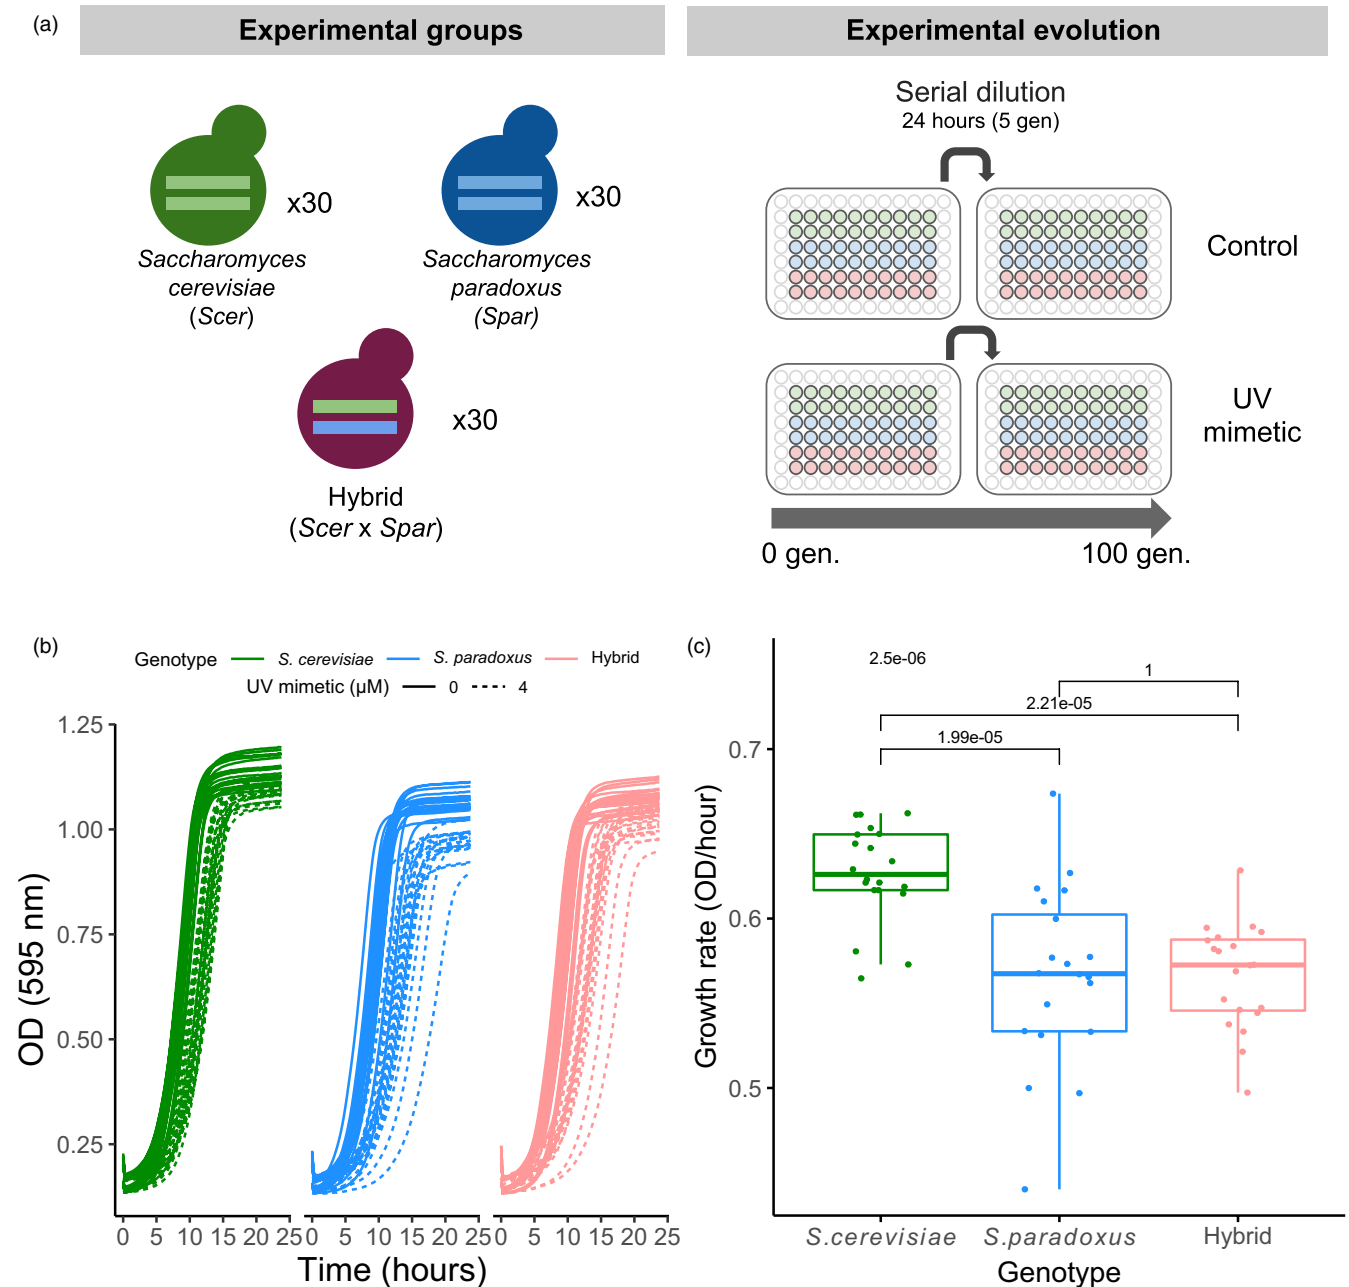 (a)
Experimental groups
Experimental evolution
x30
x30
Saccharomyces
cerevisiae
(Scer)
Saccharomyces
paradoxus
(Spar)
x30
Hybrid
(Scer x Spar)
Serial dilution
24 hours (5 gen)
Control
UV
mimetic
0 gen.
100 gen.
(b)
Genotype S. cerevisiae S. paradoxus Hybrid
UV mimetic (µM) 0 4
OD (595 nm)
1.25
1.00
0.75
0.50
0.25
0 5 10 15 20 25 0 5 10 15 20 25 0 5 10 15 20 25
Time (hours)
(c)
2.5e-06
1
2.21e-05
1.99e-05
Growth rate (OD/hour)
0.7
0.6
0.5
S.cerevisiae S.paradoxus Hybrid
Genotype